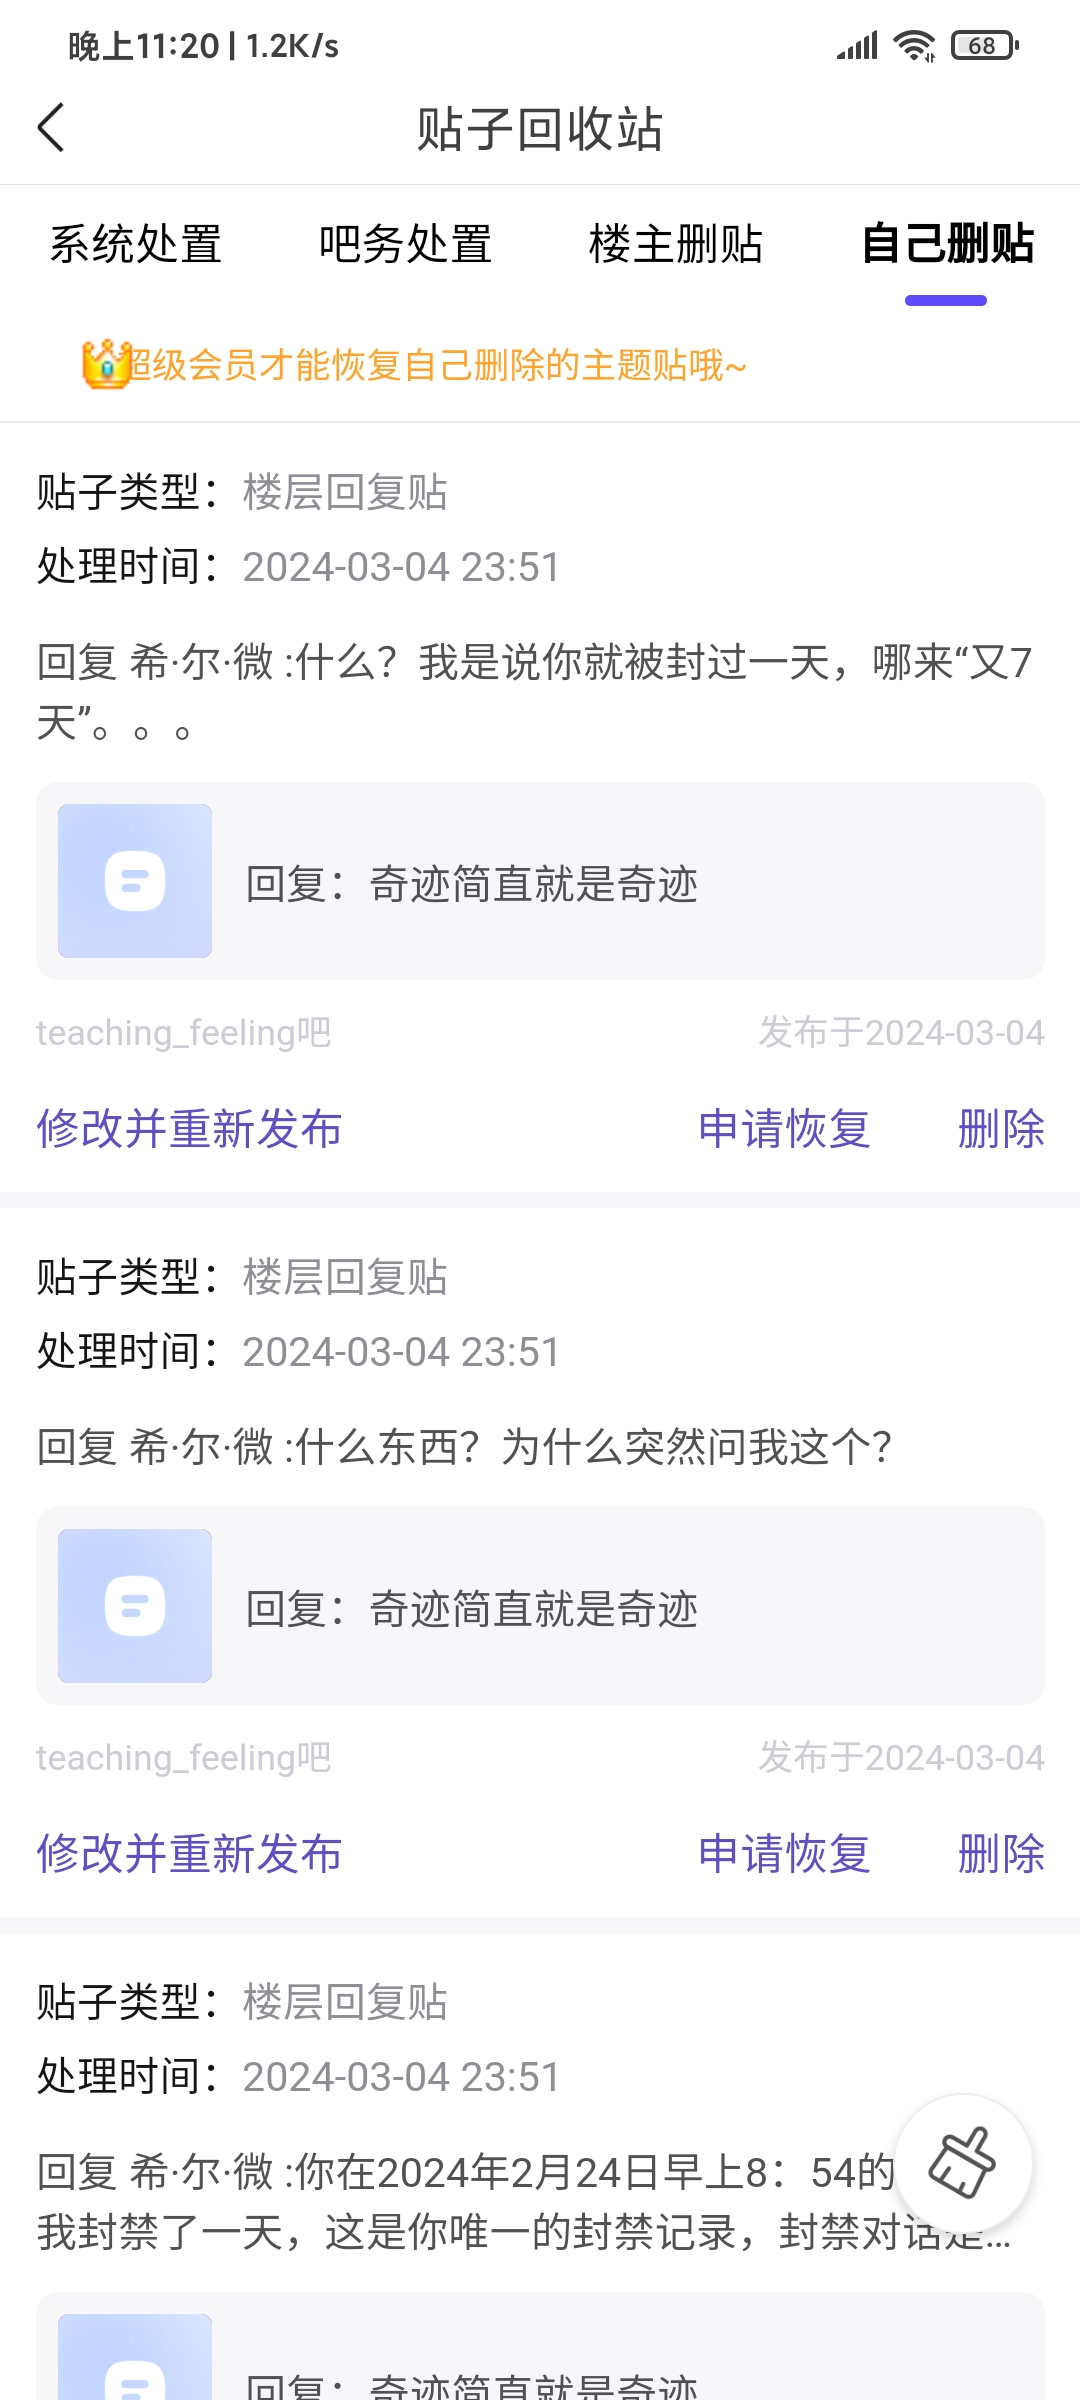 晚上11:20 | 1.2K/s
68
贴子回收站
系统处置 吧务处置 楼主删贴 自己删贴
超级会员才能恢复自己删除的主题贴哦~
贴子类型：楼层回复贴
处理时间：2024-03-04 23:51
回复 希·尔·微 :什么？我是说你就被封过一天，哪来“又7
天”。。。
回复：奇迹简直就是奇迹
teaching_feeling吧 发布于2024-03-04
修改并重新发布 申请恢复 删除
贴子类型：楼层回复贴
处理时间：2024-03-04 23:51
回复 希·尔·微 :什么东西？为什么突然问我这个？
回复：奇迹简直就是奇迹
teaching_feeling吧 发布于2024-03-04
修改并重新发布 申请恢复 删除
贴子类型：楼层回复贴
处理时间：2024-03-04 23:51
回复 希·尔·微 :你在2024年2月24日早上8：54的
我封禁了一天，这是你唯一的封禁记录，封禁对话是...
回复：奇迹简直就是奇迹